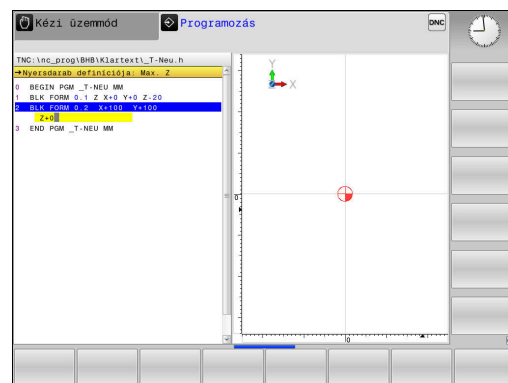 Kézi üzemmód
Programozás
DNC
TNC:\nc_prog\BHB\Klartext\_T-Neu.h
→Nyersdarab definíciója: Max. Z
0 BEGIN PGM _T-NEU MM
1 BLK FORM 0.1 Z X+0 Y+0 Z-20
2 BLK FORM 0.2 X+100 Y+100
Z+0
3 END PGM _T-NEU MM
Y
X
0
0